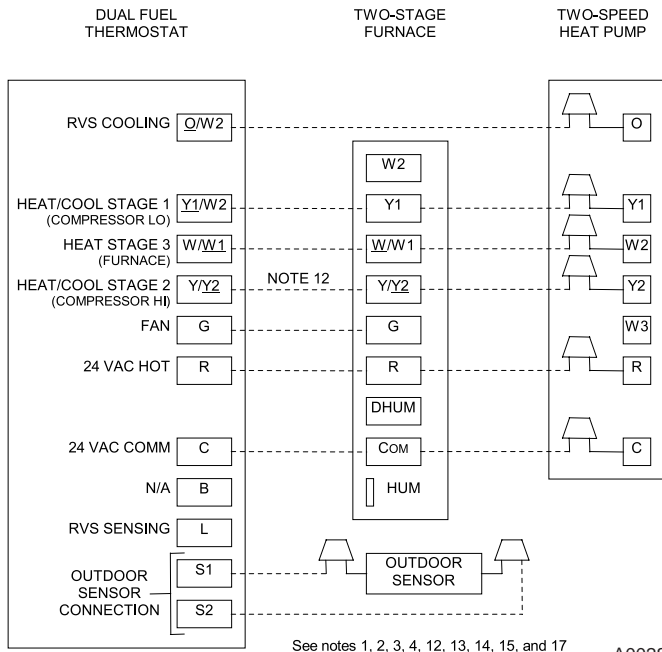 DUAL FUEL
THERMOSTAT
TWO-STAGE
FURNACE
TWO-SPEED
HEAT PUMP
RVS COOLING
O/W2
O
W2
HEAT/COOL STAGE 1
(COMPRESSOR LO)
Y1/W2
Y1
Y1
HEAT STAGE 3
(FURNACE)
W/W1
W/W1
W2
HEAT/COOL STAGE 2
(COMPRESSOR HI)
Y/Y2
NOTE 12
Y/Y2
Y2
FAN
G
G
W3
24 VAC HOT
R
R
R
DHUM
24 VAC COMM
C
COM
C
N/A
B
HUM
RVS SENSING
L
OUTDOOR
SENSOR
CONNECTION
S1
OUTDOOR
SENSOR
S2
See notes 1, 2, 3, 4, 12, 13, 14, 15, and 17